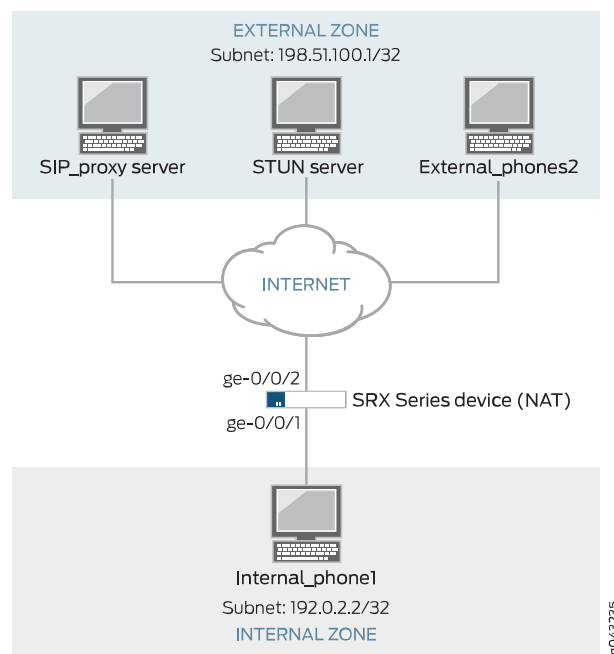 EXTERNAL ZONE
Subnet: 198.51.100.1/32
SIP_proxy server
STUN server
External_phones2
INTERNET
ge-0/0/2
SRX Series device (NAT)
ge-0/0/1
Internal_phone1
Subnet: 192.0.2.2/32
INTERNAL ZONE
g043235